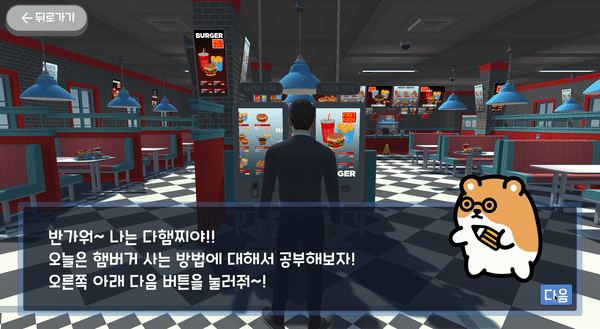 뒤로가기
BURGER
BURGER
반가워~ 나는 다햄찌야!!
오늘은 햄버거 사는 방법에 대해서 공부해보자!
오른쪽 아래 다음 버튼을 눌러줘~!
다음